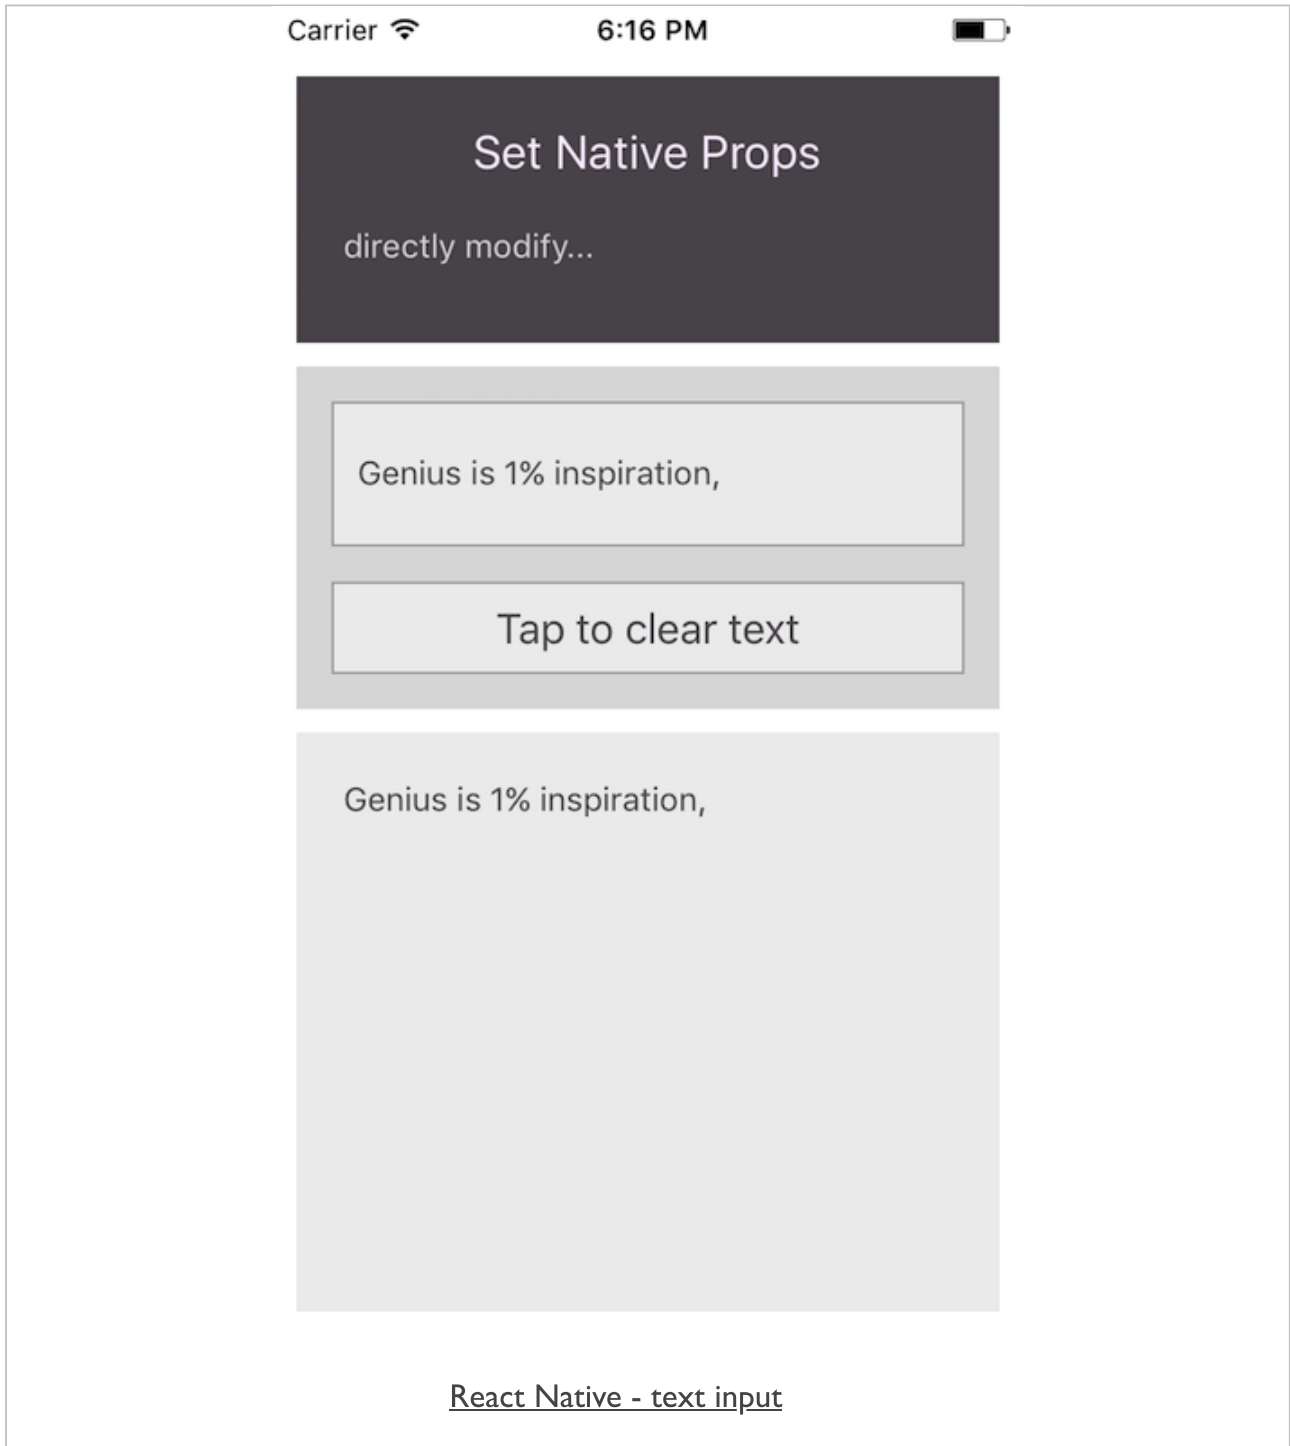 Carrier 6:16 PM
Set Native Props
directly modify...
Genius is 1% inspiration,
Tap to clear text
Genius is 1% inspiration,
React Native - text input